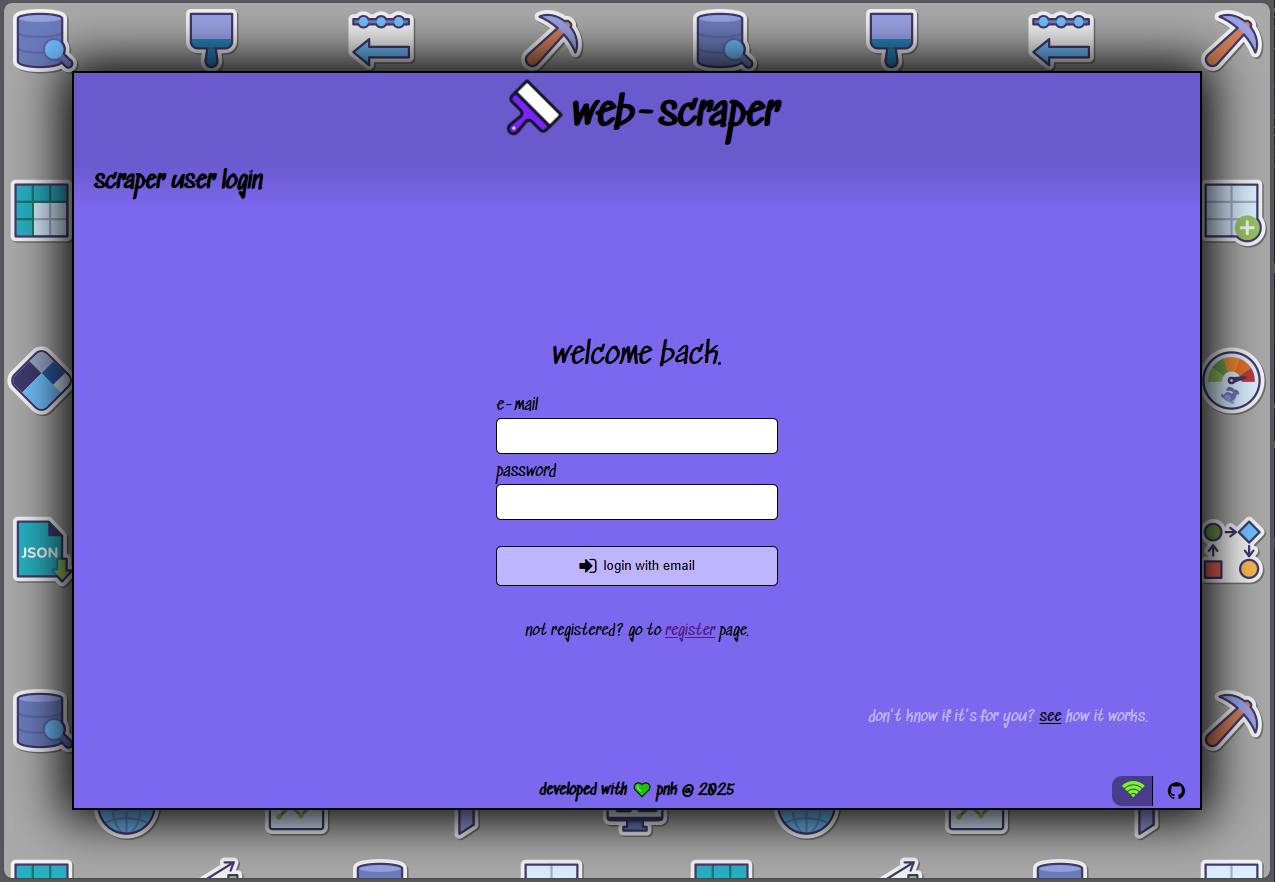 web-scraper
scraper user login
welcome back.
e-mail
password
login with email
not registered? go to register page.
JSON
don't know if it's for you? see how it works.
developed with 💚 pnk @ 2025